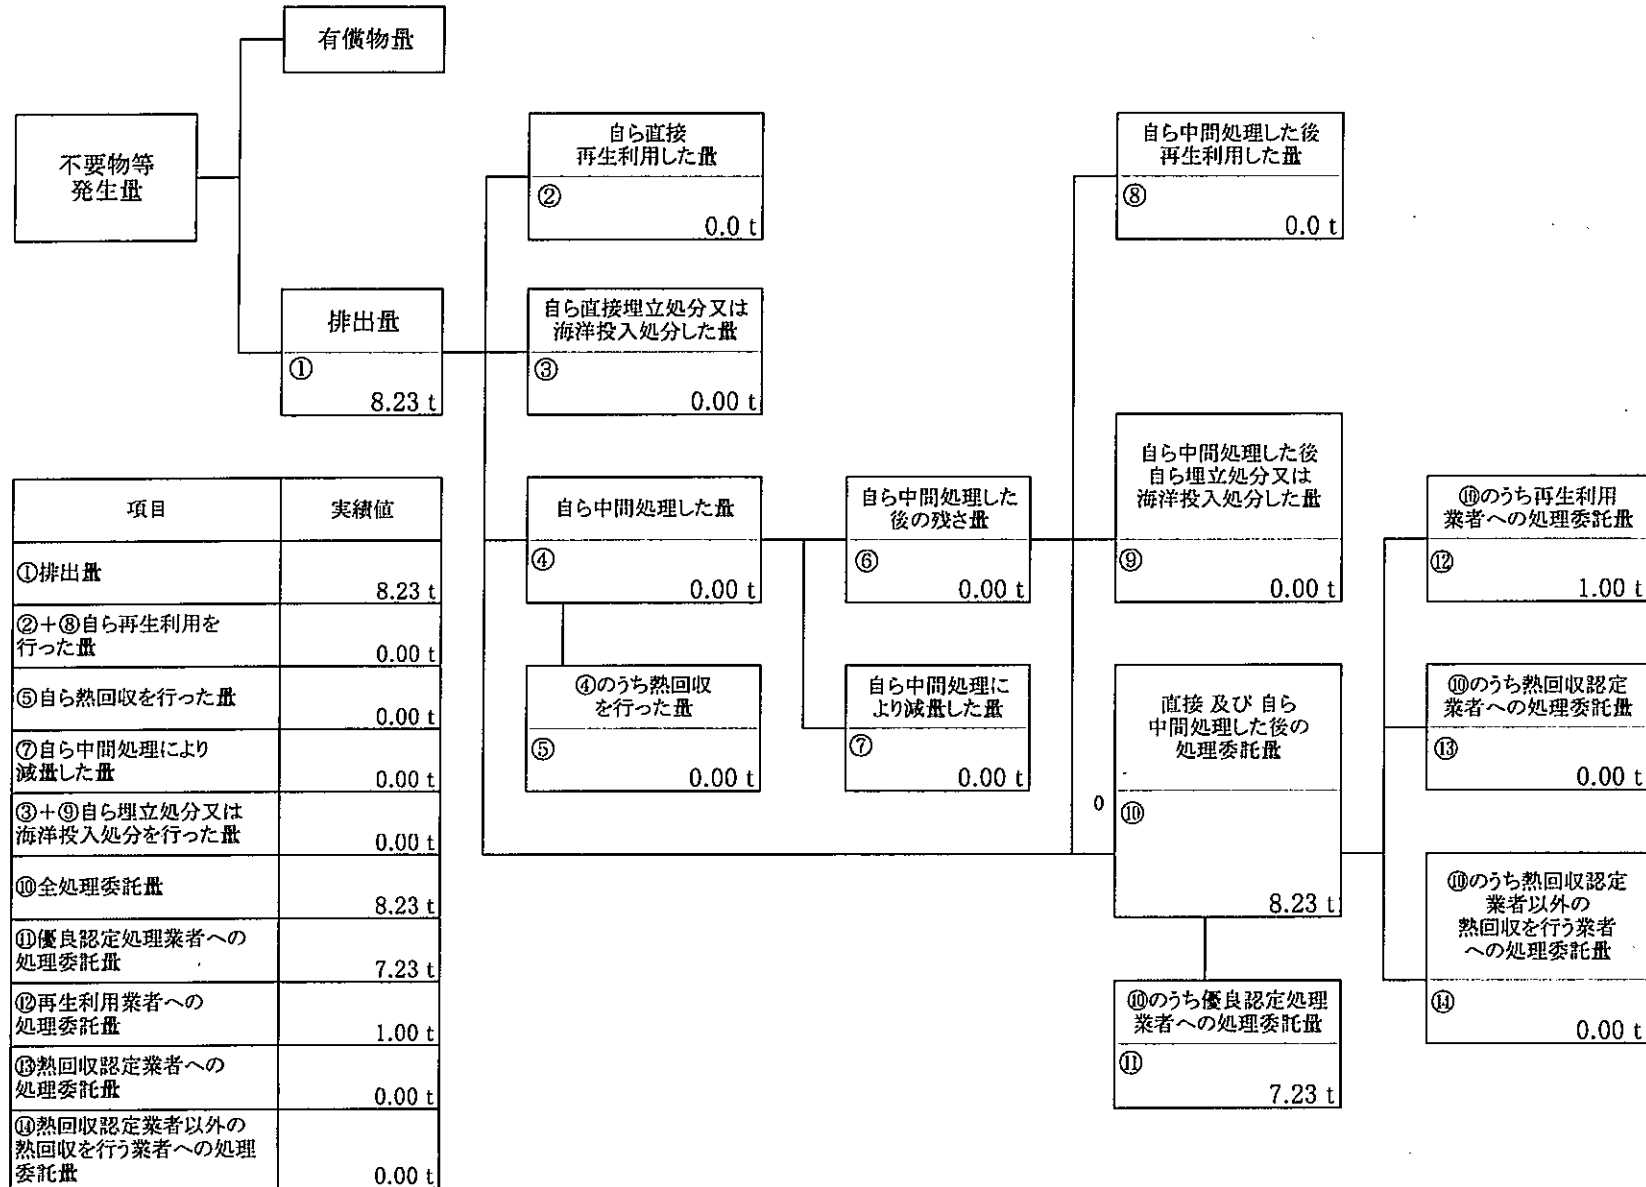 有償物量
不要物等
発生量
排出量
①
8.23 t
自ら直接
再生利用した量
②
0.0 t
自ら直接埋立処分又は
海洋投入処分した量
③
0.00 t
自ら中間処理した量
④
0.00 t
④のうち熱回収
を行った量
⑤
0.00 t
自ら中間処理した
後の残さ量
⑥
0.00 t
自ら中間処理に
より減量した量
⑦
0.00 t
自ら中間処理した後
再生利用した量
⑧
0.0 t
自ら中間処理した後
自ら埋立処分又は
海洋投入処分した量
⑨
0.00 t
直接 及び 自ら
中間処理した後の
処理委託量
0
⑩
8.23 t
⑩のうち優良認定処理
業者への処理委託量
⑪
7.23 t
⑩のうち再生利用
業者への処理委託量
⑫
1.00 t
⑩のうち熱回収認定
業者への処理委託量
⑬
0.00 t
⑩のうち熱回収認定
業者以外の
熱回収を行う業者
への処理委託量
⑭
0.00 t
項目 実績値
①排出量 8.23 t
②+⑧自ら再生利用を
行った量 0.00 t
⑤自ら熱回収を行った量 0.00 t
⑦自ら中間処理により
減量した量 0.00 t
③+⑨自ら埋立処分又は
海洋投入処分を行った量 0.00 t
⑩全処理委託量 8.23 t
⑪優良認定処理業者への
処理委託量 7.23 t
⑫再生利用業者への
処理委託量 1.00 t
⑬熱回収認定業者への
処理委託量 0.00 t
⑭熱回収認定業者以外の
熱回収を行う業者への処理
委託量 0.00 t